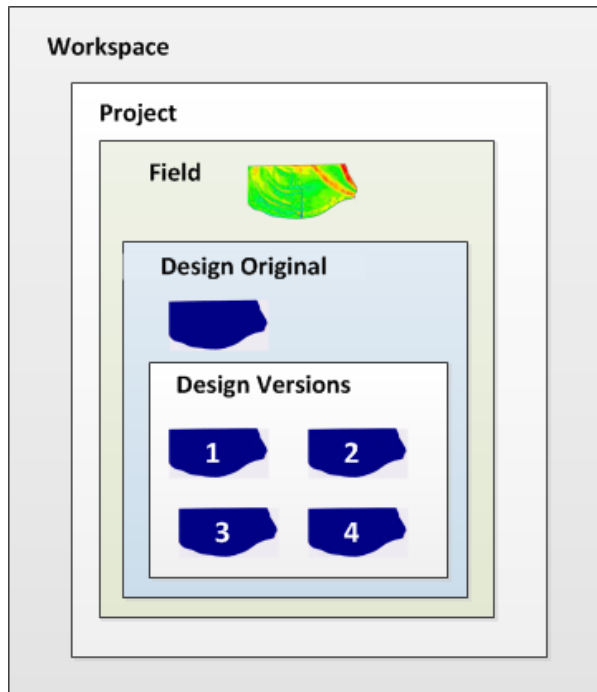 Workspace
Project
Field
Design Original
Design Versions
1 2
3 4